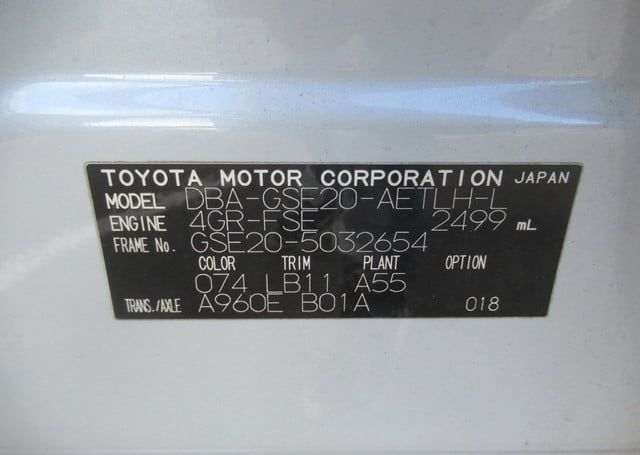 TOYOTA MOTOR CORPORATION JAPAN
MODEL DBA-GSE20-AETLH-L
ENGINE 4GR-FSE 2499 mL
FRAME No. GSE20-5032654
COLOR TRIM PLANT OPTION
074 LB11 A55
TRANS./AXLE A960E B01A 018